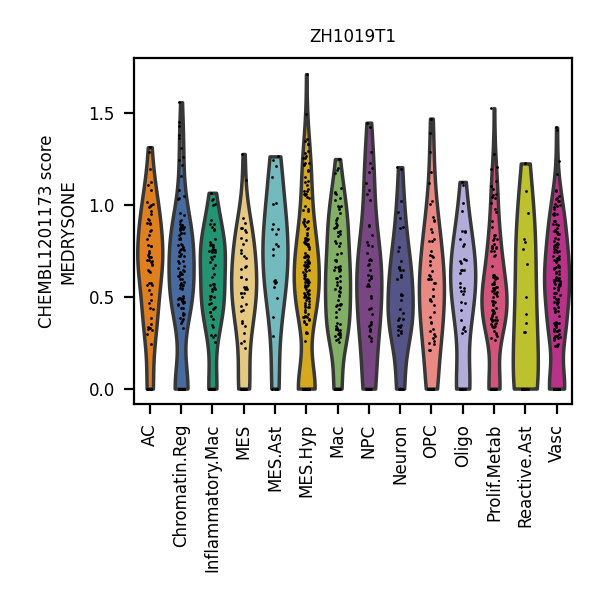 ZH1019T1
CHEMBL1201173 score
MEDRYSONE
1.5
1.0
0.5
0.0
AC
Chromatin.Reg
Inflammatory.Mac
MES
MES.Ast
MES.Hyp
Mac
NPC
Neuron
OPC
Oligo
Prolif.Metab
Reactive.Ast
Vasc